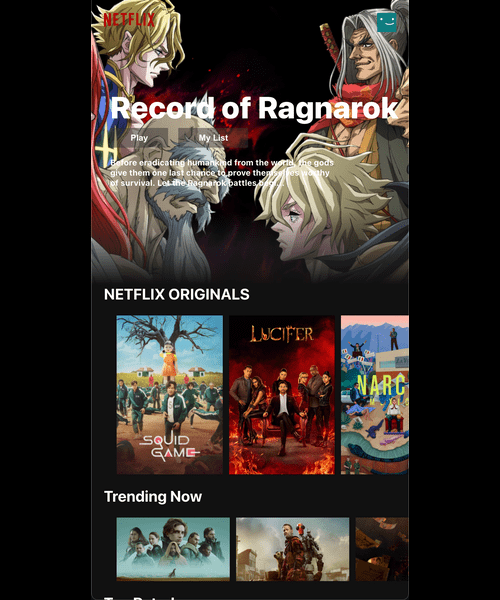 NETFLIX
Record of Ragnarok
Play
My List
Before eradicating humankind from the world, the gods
give them one last chance to prove themselves worthy
of survival. Let the Ragnarok battles begi...
NETFLIX ORIGINALS
SQUID
GAME
LUCIFER
NARC
Trending Now